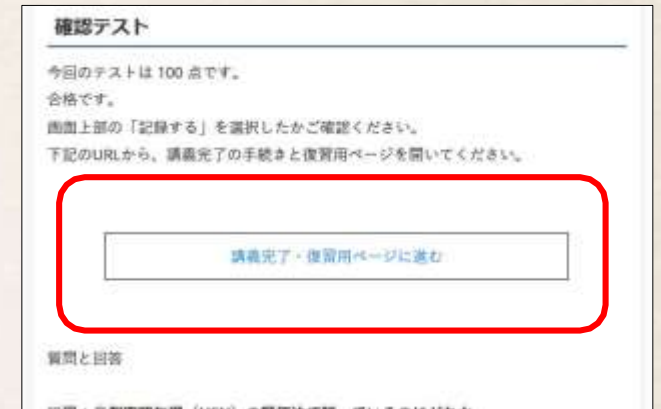 確認テスト
今回のテストは 100 点です。
合格です。
画面上部の「記録する」を選択したかご確認ください。
下記のURLから、講義完了の手続きと復習用ページを開いてください。
講義完了・復習用ページに進む
質問と回答